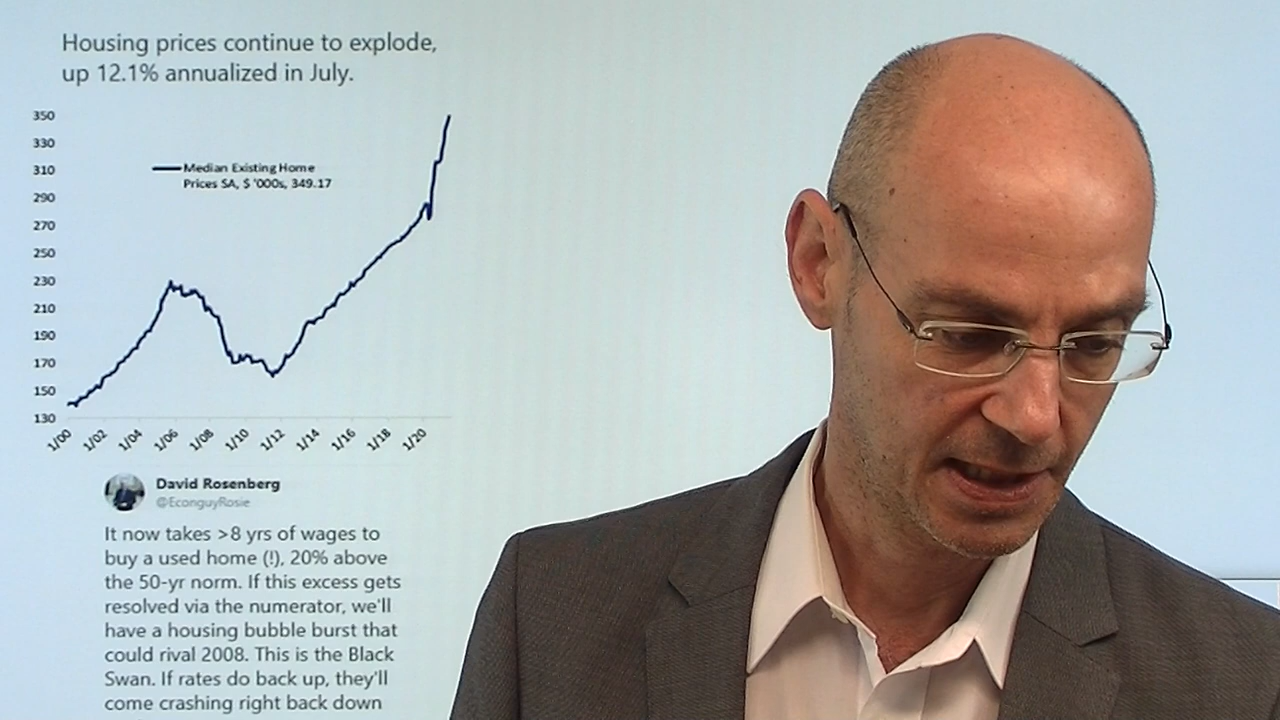 Housing prices continue to explode,
up 12.1% annualized in July.
350
330
310
290
270
250
230
210
190
170
150
130
Median Existing Home
Prices SA, $ '000s, 349.17
1/00
1/02
1/04
1/06
1/08
1/10
1/12
1/14
1/16
1/18
1/20
David Rosenberg
@EconguyRosie
It now takes >8 yrs of wages to
buy a used home (!), 20% above
the 50-yr norm. If this excess gets
resolved via the numerator, we'll
have a housing bubble burst that
could rival 2008. This is the Black
Swan. If rates do back up, they'll
come crashing right back down